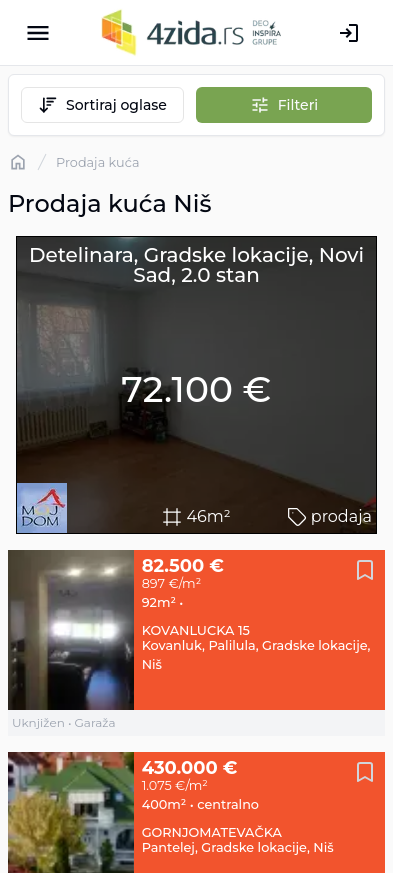 4zida.rs
DEO
INSPIRA
GRUPE
Sortiraj oglase
Filteri
/ Prodaja kuća
Prodaja kuća Niš
Detelinara, Gradske lokacije, Novi
Sad, 2.0 stan
72.100 €
MOJ
DOM
46m²
prodaja
82.500 €
897 €/m²
92m² •
KOVANLUCKA 15
Kovanluk, Palilula, Gradske lokacije,
Niš
Uknjižen • Garaža
430.000 €
1.075 €/m²
400m² • centralno
GORNJOMATEVAČKA
Pantelej, Gradske lokacije, Niš